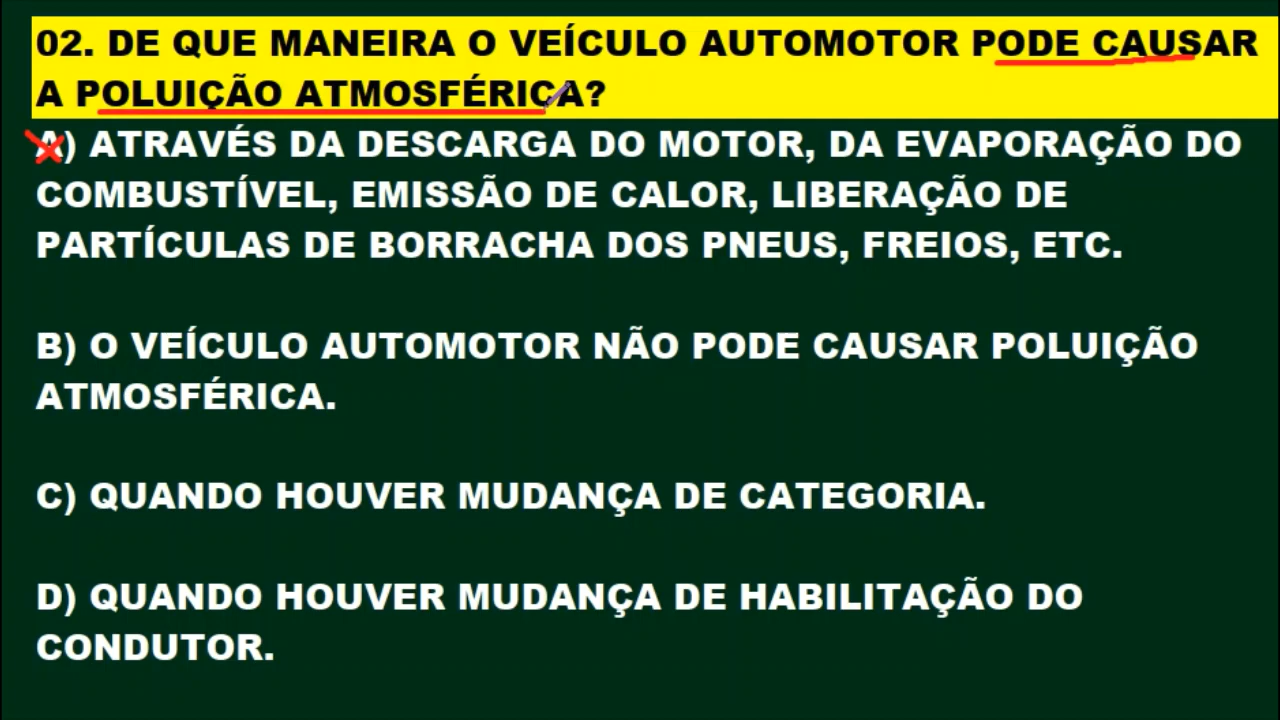 02. DE QUE MANEIRA O VEÍCULO AUTOMOTOR PODE CAUSAR
A POLUIÇÃO ATMOSFÉRICA?
A) ATRAVÉS DA DESCARGA DO MOTOR, DA EVAPORAÇÃO DO
COMBUSTÍVEL, EMISSÃO DE CALOR, LIBERAÇÃO DE
PARTÍCULAS DE BORRACHA DOS PNEUS, FREIOS, ETC.
B) O VEÍCULO AUTOMOTOR NÃO PODE CAUSAR POLUIÇÃO
ATMOSFÉRICA.
C) QUANDO HOUVER MUDANÇA DE CATEGORIA.
D) QUANDO HOUVER MUDANÇA DE HABILITAÇÃO DO
CONDUTOR.